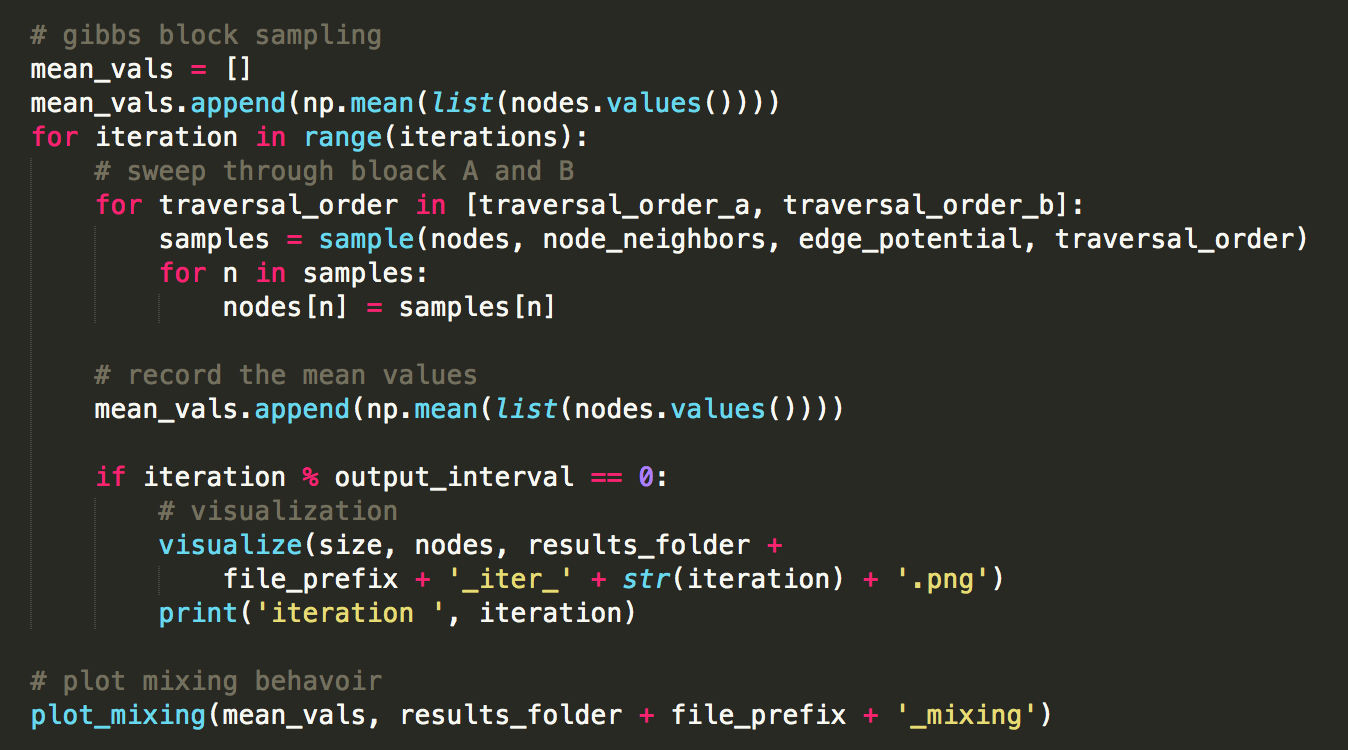 # gibbs block sampling
mean_vals = []
mean_vals.append(np.mean(list(nodes.values())))
for iteration in range(iterations):
    # sweep through bloack A and B
    for traversal_order in [traversal_order_a, traversal_order_b]:
        samples = sample(nodes, node_neighbors, edge_potential, traversal_order)
        for n in samples:
            nodes[n] = samples[n]

    # record the mean values
    mean_vals.append(np.mean(list(nodes.values())))

    if iteration % output_interval == 0:
        # visualization
        visualize(size, nodes, results_folder +
            file_prefix + '_iter_' + str(iteration) + '.png')
        print('iteration ', iteration)

# plot mixing behavoir
plot_mixing(mean_vals, results_folder + file_prefix + '_mixing')